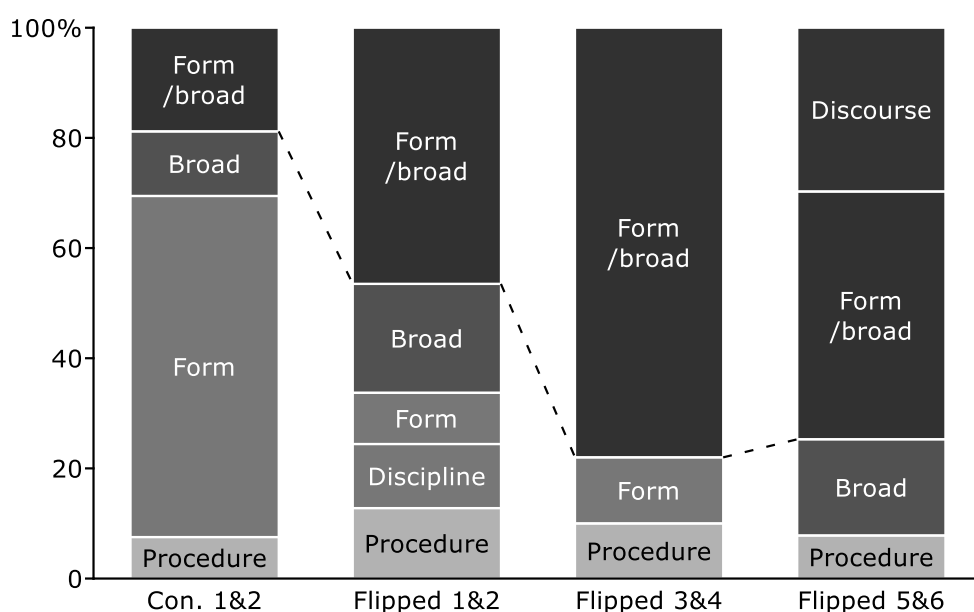 100%
80
60
40
20
0
Form
/broad
Broad
Form
Procedure
Form
/broad
Broad
Form
Discipline
Procedure
Form
/broad
Form
Procedure
Discourse
Form
/broad
Broad
Procedure
Con. 1&2
Flipped 1&2
Flipped 3&4
Flipped 5&6